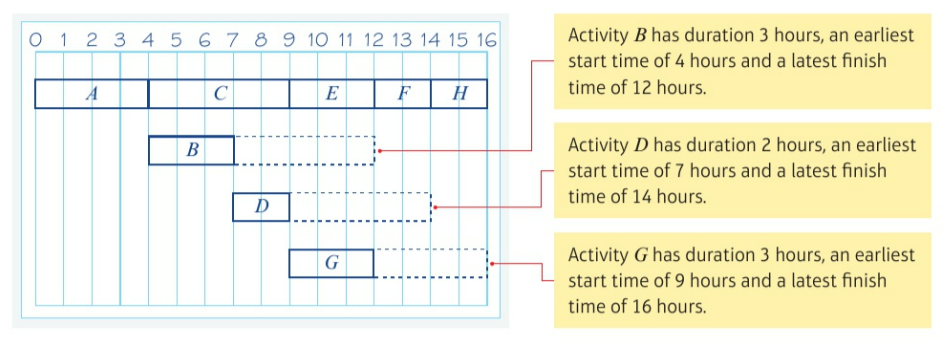 0 1 2 3 4 5 6 7 8 9 10 11 12 13 14 15 16
A C E F H
B
D
G
Activity B has duration 3 hours, an earliest
start time of 4 hours and a latest finish
time of 12 hours.
Activity D has duration 2 hours, an earliest
start time of 7 hours and a latest finish
time of 14 hours.
Activity G has duration 3 hours, an earliest
start time of 9 hours and a latest finish
time of 16 hours.